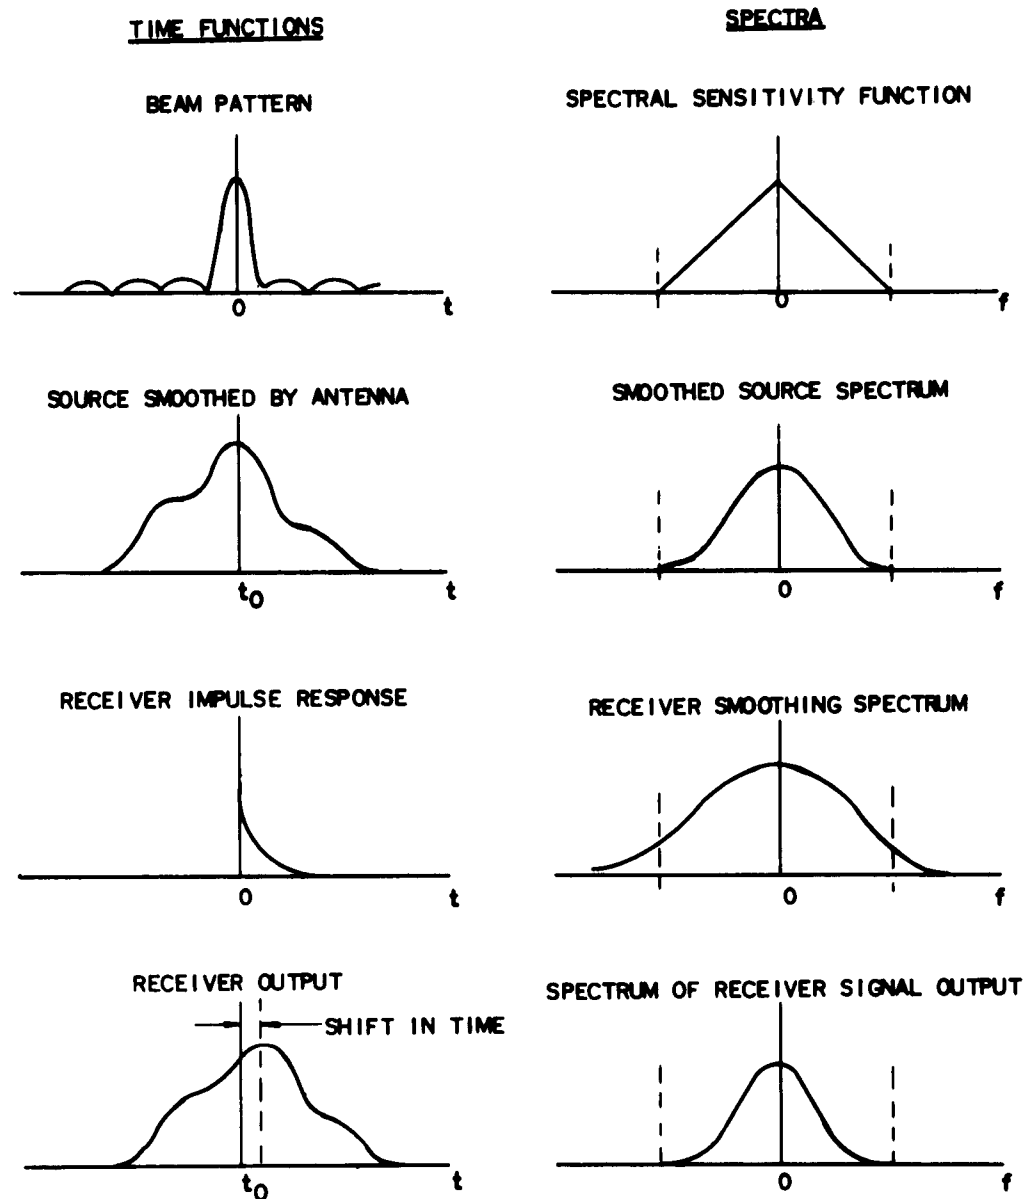 TIME FUNCTIONS
SPECTRA
BEAM PATTERN
SPECTRAL SENSITIVITY FUNCTION
0
t
0
f
SOURCE SMOOTHED BY ANTENNA
SMOOTHED SOURCE SPECTRUM
t0
t
0
f
RECEIVER IMPULSE RESPONSE
RECEIVER SMOOTHING SPECTRUM
0
t
0
f
RECEIVER OUTPUT
SPECTRUM OF RECEIVER SIGNAL OUTPUT
SHIFT IN TIME
t0
t
0
f